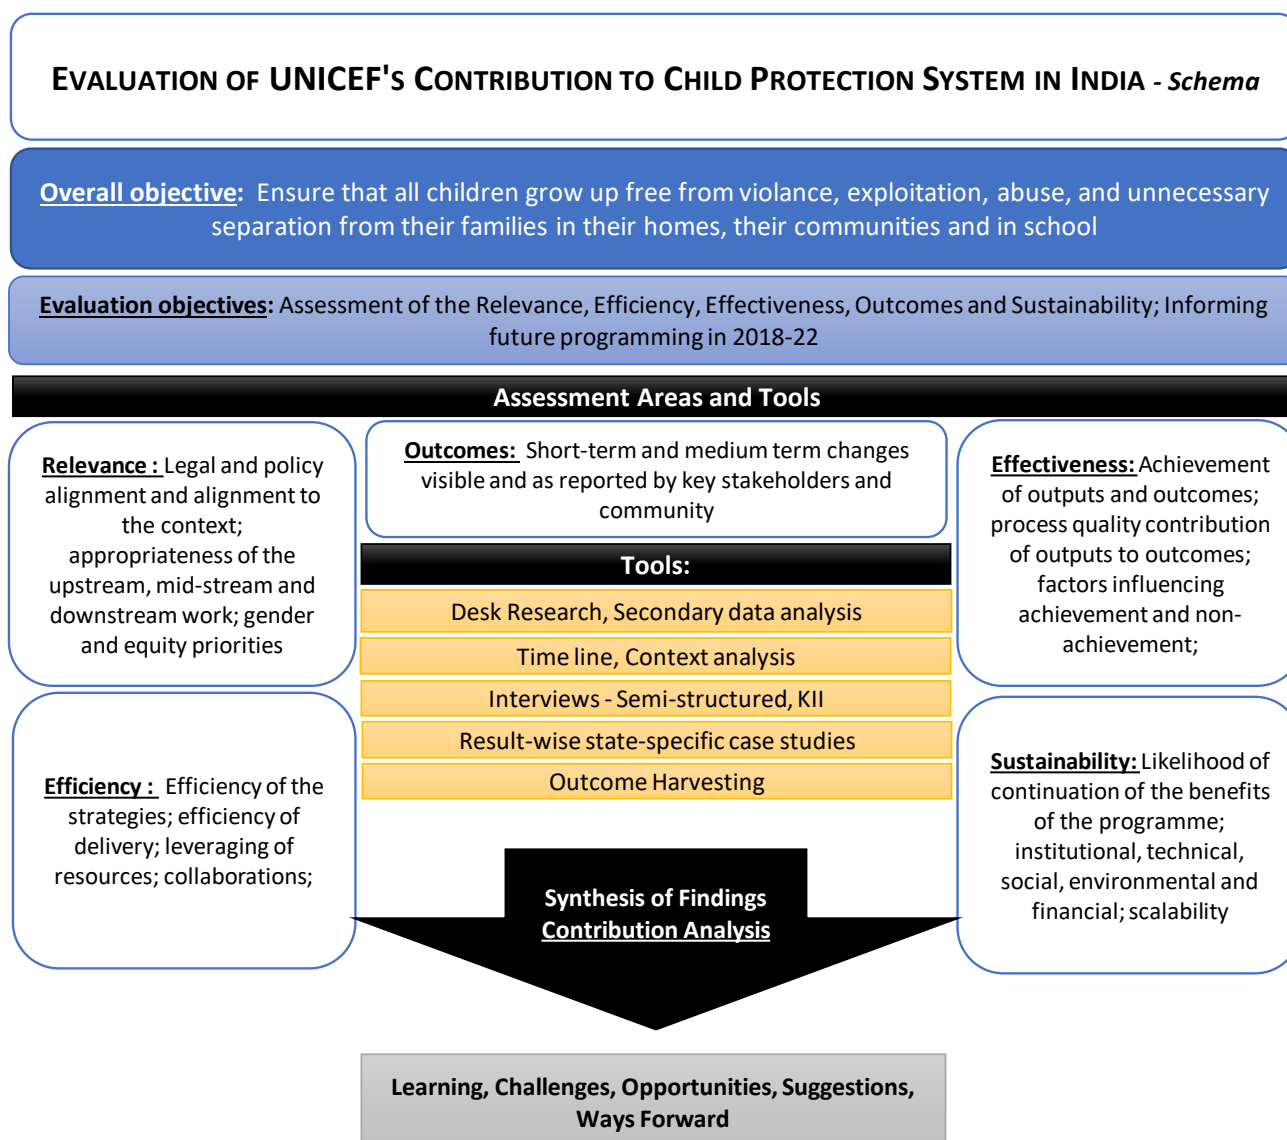 EVALUATION OF UNICEF'S CONTRIBUTION TO CHILD PROTECTION SYSTEM IN INDIA - Schema
Overall objective: Ensure that all children grow up free from violance, exploitation, abuse, and unnecessary
separation from their families in their homes, their communities and in school
Evaluation objectives: Assessment of the Relevance, Efficiency, Effectiveness, Outcomes and Sustainability; Informing
future programming in 2018-22
Assessment Areas and Tools
Relevance : Legal and policy
alignment and alignment to
the context;
appropriateness of the
upstream, mid-stream and
downstream work; gender
and equity priorities
Efficiency : Efficiency of the
strategies; efficiency of
delivery; leveraging of
resources; collaborations;
Outcomes: Short-term and medium term changes
visible and as reported by key stakeholders and
community
Tools:
Desk Research, Secondary data analysis
Time line, Context analysis
Interviews - Semi-structured, KII
Result-wise state-specific case studies
Outcome Harvesting
Effectiveness: Achievement
of outputs and outcomes;
process quality contribution
of outputs to outcomes;
factors influencing
achievement and non-
achievement;
Sustainability: Likelihood of
continuation of the benefits
of the programme;
institutional, technical,
social, environmental and
financial; scalability
Synthesis of Findings
Contribution Analysis
Learning, Challenges, Opportunities, Suggestions,
Ways Forward